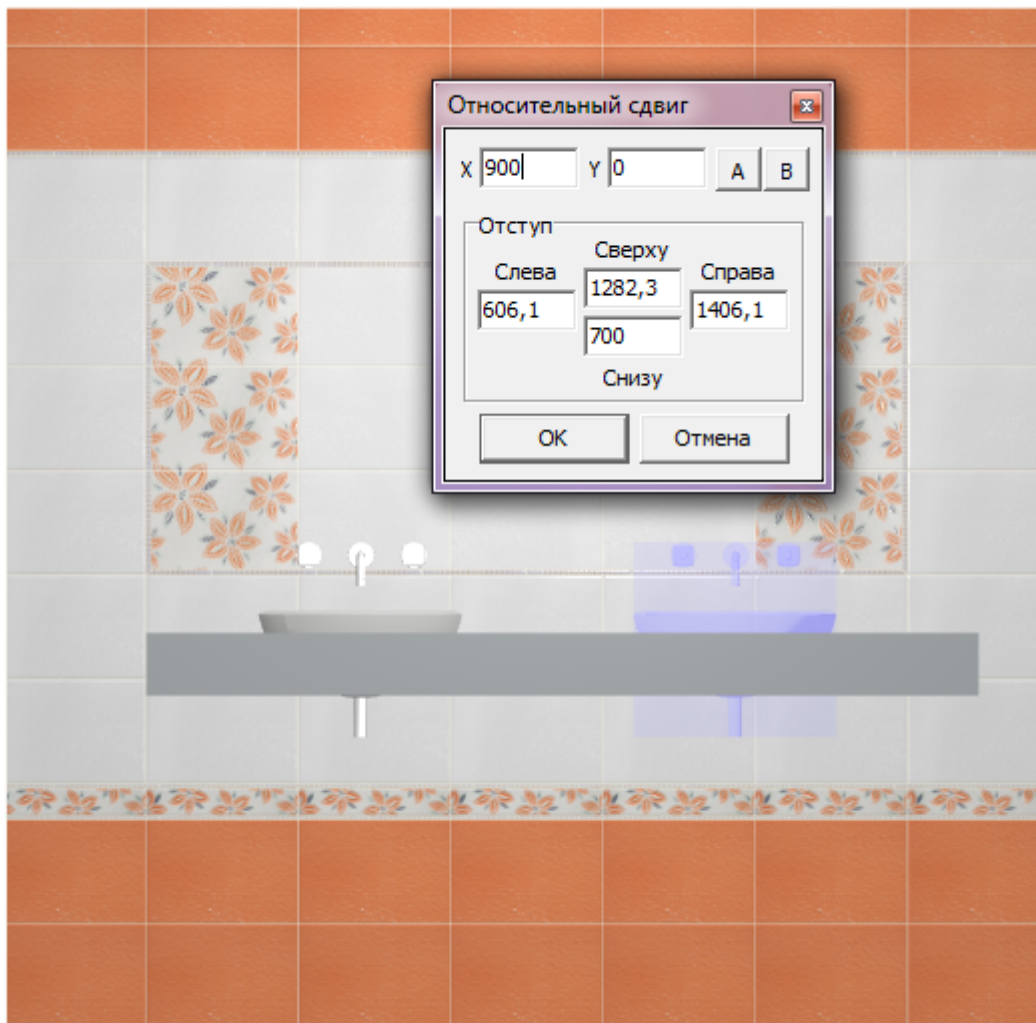 Относительный сдвиг
X 900 Y 0 A B
Отступ
Сверху
Слева 1282,3 Справа
606,1 700 1406,1
Снизу
OK Отмена